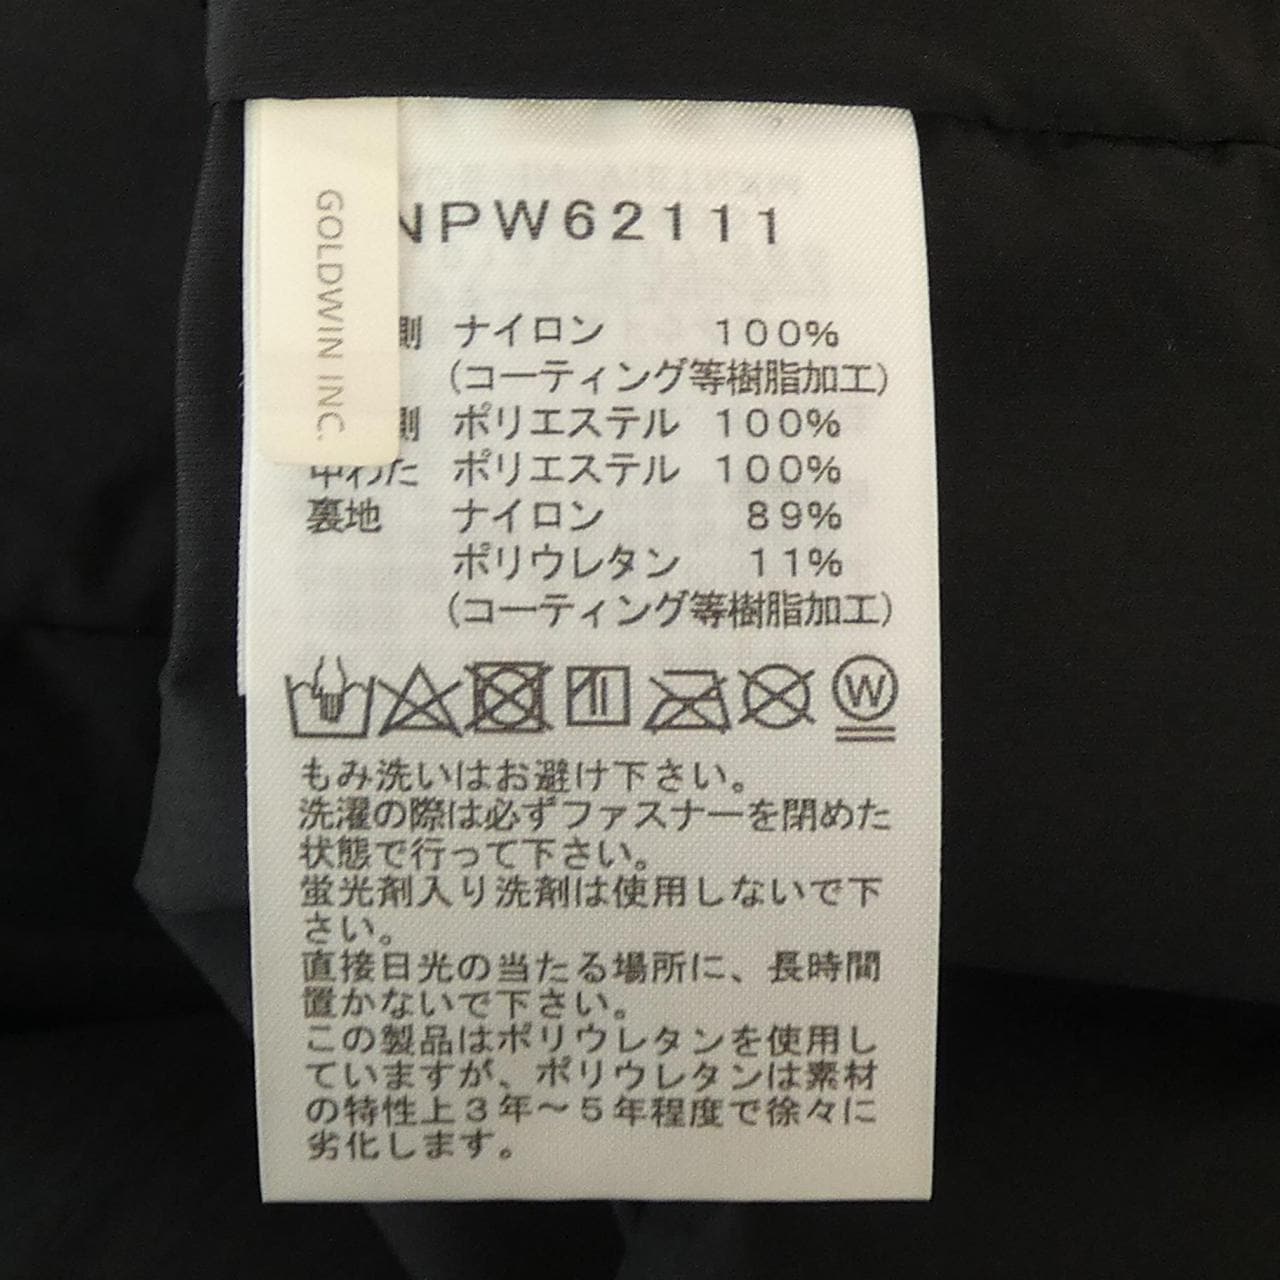 GOLDWIN INC.
NPW62111
側 ナイロン 100%
(コーティング等樹脂加工)
側 ポリエステル 100%
中わた ポリエステル 100%
裏地 ナイロン 89%
ポリウレタン 11%
(コーティング等樹脂加工)
W
もみ洗いはお避け下さい。
洗濯の際は必ずファスナーを閉めた
状態で行って下さい。
蛍光剤入り洗剤は使用しないで下
さい。
直接日光の当たる場所に、長時間
置かないで下さい。
この製品はポリウレタンを使用し
ていますが、ポリウレタンは素材
の特性上3年〜5年程度で徐々に
劣化します。